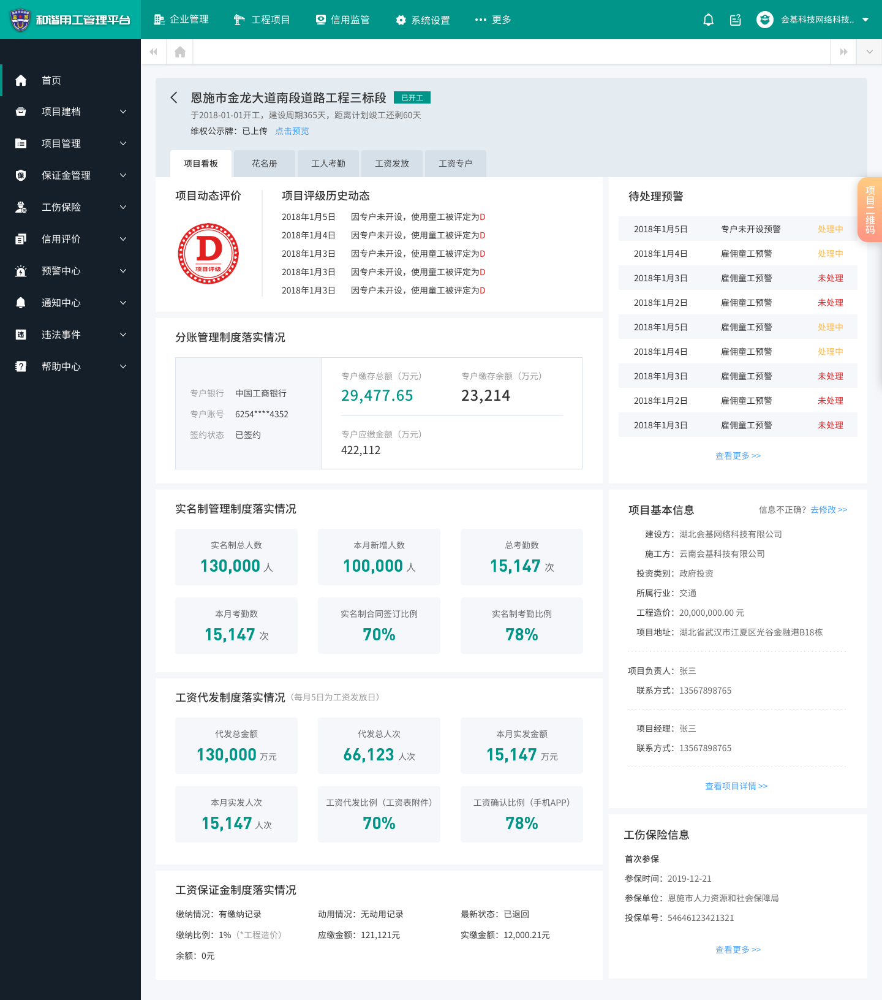 和谐用工管理平台
企业管理
工程项目
信用监管
系统设置
更多
会基科技网络科技..
首页
项目建档
项目管理
保证金管理
工伤保险
信用评价
预警中心
通知中心
违法事件
帮助中心
恩施市金龙大道南段道路工程三标段 已开工
于2018-01-01开工，建设周期365天，距离计划竣工还剩60天
维权公示牌：已上传 点击预览
项目看板 花名册 工人考勤 工资发放 工资专户
项目动态评价
D
项目评级
项目评级历史动态
2018年1月5日 因专户未开设，使用童工被评定为D
2018年1月4日 因专户未开设，使用童工被评定为D
2018年1月3日 因专户未开设，使用童工被评定为D
2018年1月3日 因专户未开设，使用童工被评定为D
2018年1月3日 因专户未开设，使用童工被评定为D
待处理预警
2018年1月5日 专户未开设预警 处理中
2018年1月4日 雇佣童工预警 处理中
2018年1月3日 雇佣童工预警 未处理
2018年1月2日 雇佣童工预警 未处理
2018年1月5日 雇佣童工预警 处理中
2018年1月4日 雇佣童工预警 处理中
2018年1月3日 雇佣童工预警 未处理
2018年1月2日 雇佣童工预警 未处理
2018年1月3日 雇佣童工预警 未处理
查看更多 >>
项目二维码
分账管理制度落实情况
专户银行 中国工商银行
专户账号 6254****4352
签约状态 已签约
专户缴存总额（万元） 专户缴存余额（万元）
29,477.65 23,214
专户应缴金额（万元）
422,112
实名制管理制度落实情况
实名制总人数 本月新增人数 总考勤数
130,000 人 100,000 人 15,147 次
本月考勤数 实名制合同签订比例 实名制考勤比例
15,147 次 70% 78%
工资代发制度落实情况（每月5日为工资发放日）
代发总金额 代发总人次 本月实发金额
130,000 万元 66,123 人次 15,147 万元
本月实发人次 工资代发比例（工资表附件） 工资确认比例（手机APP）
15,147 人次 70% 78%
工资保证金制度落实情况
缴纳情况：有缴纳记录 动用情况：无动用记录 最新状态：已退回
缴纳比例：1%（*工程造价） 应缴金额：121,121元 实缴金额：12,000.21元
余额：0元
项目基本信息 信息不正确？去修改 >>
建设方：湖北会基网络科技有限公司
施工方：云南会基科技有限公司
投资类别：政府投资
所属行业：交通
工程造价：20,000,000.00 元
项目地址：湖北省武汉市江夏区光谷金融港B18栋
项目负责人：张三
联系方式：13567898765
项目经理：张三
联系方式：13567898765
查看项目详情 >>
工伤保险信息
首次参保
参保时间：2019-12-21
参保单位：恩施市人力资源和社会保障局
投保单号：54646123421321
查看更多 >>